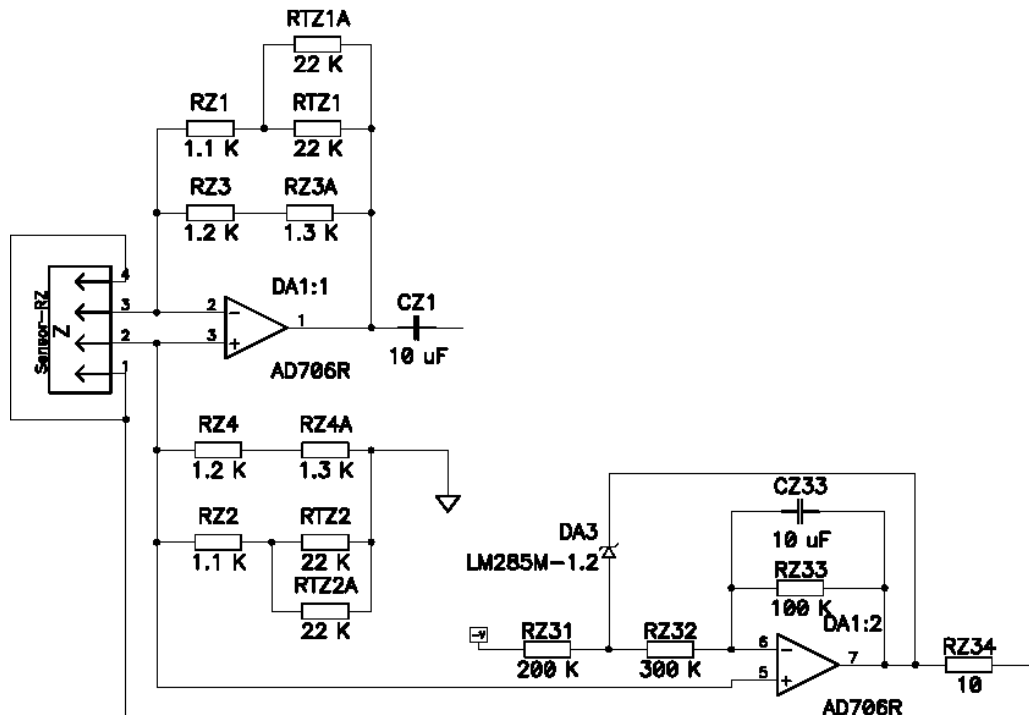 RTZ1A
22 K
RZ1
RTZ1
1.1 K
22 K
RZ3
RZ3A
1.2 K
1.3 K
Sensor-RZ
Z
4
3
2
1
DA1:1
2
3
1
AD706R
CZ1
10 uF
RZ4
RZ4A
1.2 K
1.3 K
RZ2
RTZ2
1.1 K
22 K
RTZ2A
22 K
DA3
LM285M-1.2
CZ33
10 uF
RZ33
100 K
DA1:2
-V
RZ31
200 K
RZ32
300 K
6
5
7
AD706R
RZ34
10